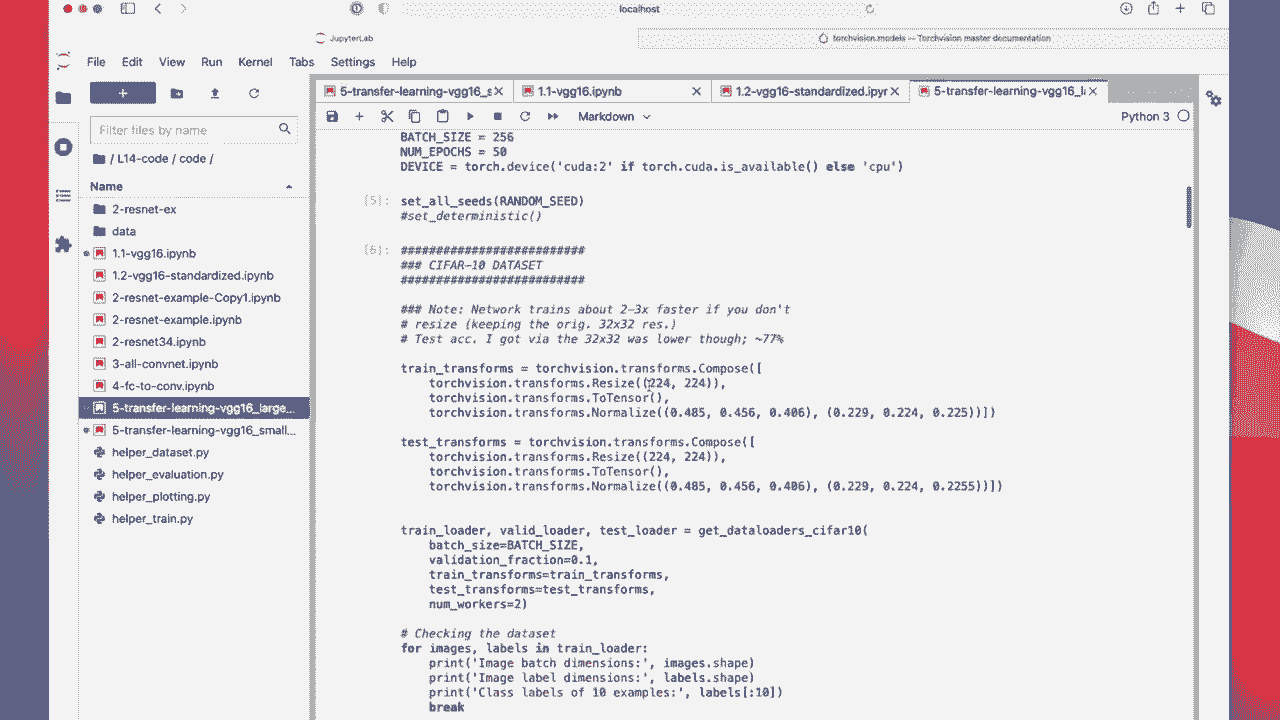 localhost
JupyterLab
torchvision.models — Torchvision master documentation
File Edit View Run Kernel Tabs Settings Help
5-transfer-learning-vgg16_s
1.1-vgg16.ipynb
1.2-vgg16-standardized.ipyr
5-transfer-learning-vgg16_la
Markdown
Python 3
Filter files by name
/ L14-code / code /
Name
2-resnet-ex
data
1.1-vgg16.ipynb
1.2-vgg16-standardized.ipynb
2-resnet-example-Copy1.ipynb
2-resnet-example.ipynb
2-resnet34.ipynb
3-all-convnet.ipynb
4-fc-to-conv.ipynb
5-transfer-learning-vgg16_large...
5-transfer-learning-vgg16_small...
helper_dataset.py
helper_evaluation.py
helper_plotting.py
helper_train.py
BATCH_SIZE = 256
NUM_EPOCHS = 50
DEVICE = torch.device('cuda:2' if torch.cuda.is_available() else 'cpu')
[5]: set_all_seeds(RANDOM_SEED)
#set_deterministic()
[6]: ##########################
### CIFAR-10 DATASET
##########################
### Note: Network trains about 2-3x faster if you don't
# resize (keeping the orig. 32x32 res.)
# Test acc. I got via the 32x32 was lower though; ~77%
train_transforms = torchvision.transforms.Compose([
torchvision.transforms.Resize((224, 224)),
torchvision.transforms.ToTensor(),
torchvision.transforms.Normalize((0.485, 0.456, 0.406), (0.229, 0.224, 0.225))])
test_transforms = torchvision.transforms.Compose([
torchvision.transforms.Resize((224, 224)),
torchvision.transforms.ToTensor(),
torchvision.transforms.Normalize((0.485, 0.456, 0.406), (0.229, 0.224, 0.2255))])
train_loader, valid_loader, test_loader = get_dataloaders_cifar10(
batch_size=BATCH_SIZE,
validation_fraction=0.1,
train_transforms=train_transforms,
test_transforms=test_transforms,
num_workers=2)
# Checking the dataset
for images, labels in train_loader:
print('Image batch dimensions:', images.shape)
print('Image label dimensions:', labels.shape)
print('Class labels of 10 examples:', labels[:10])
break